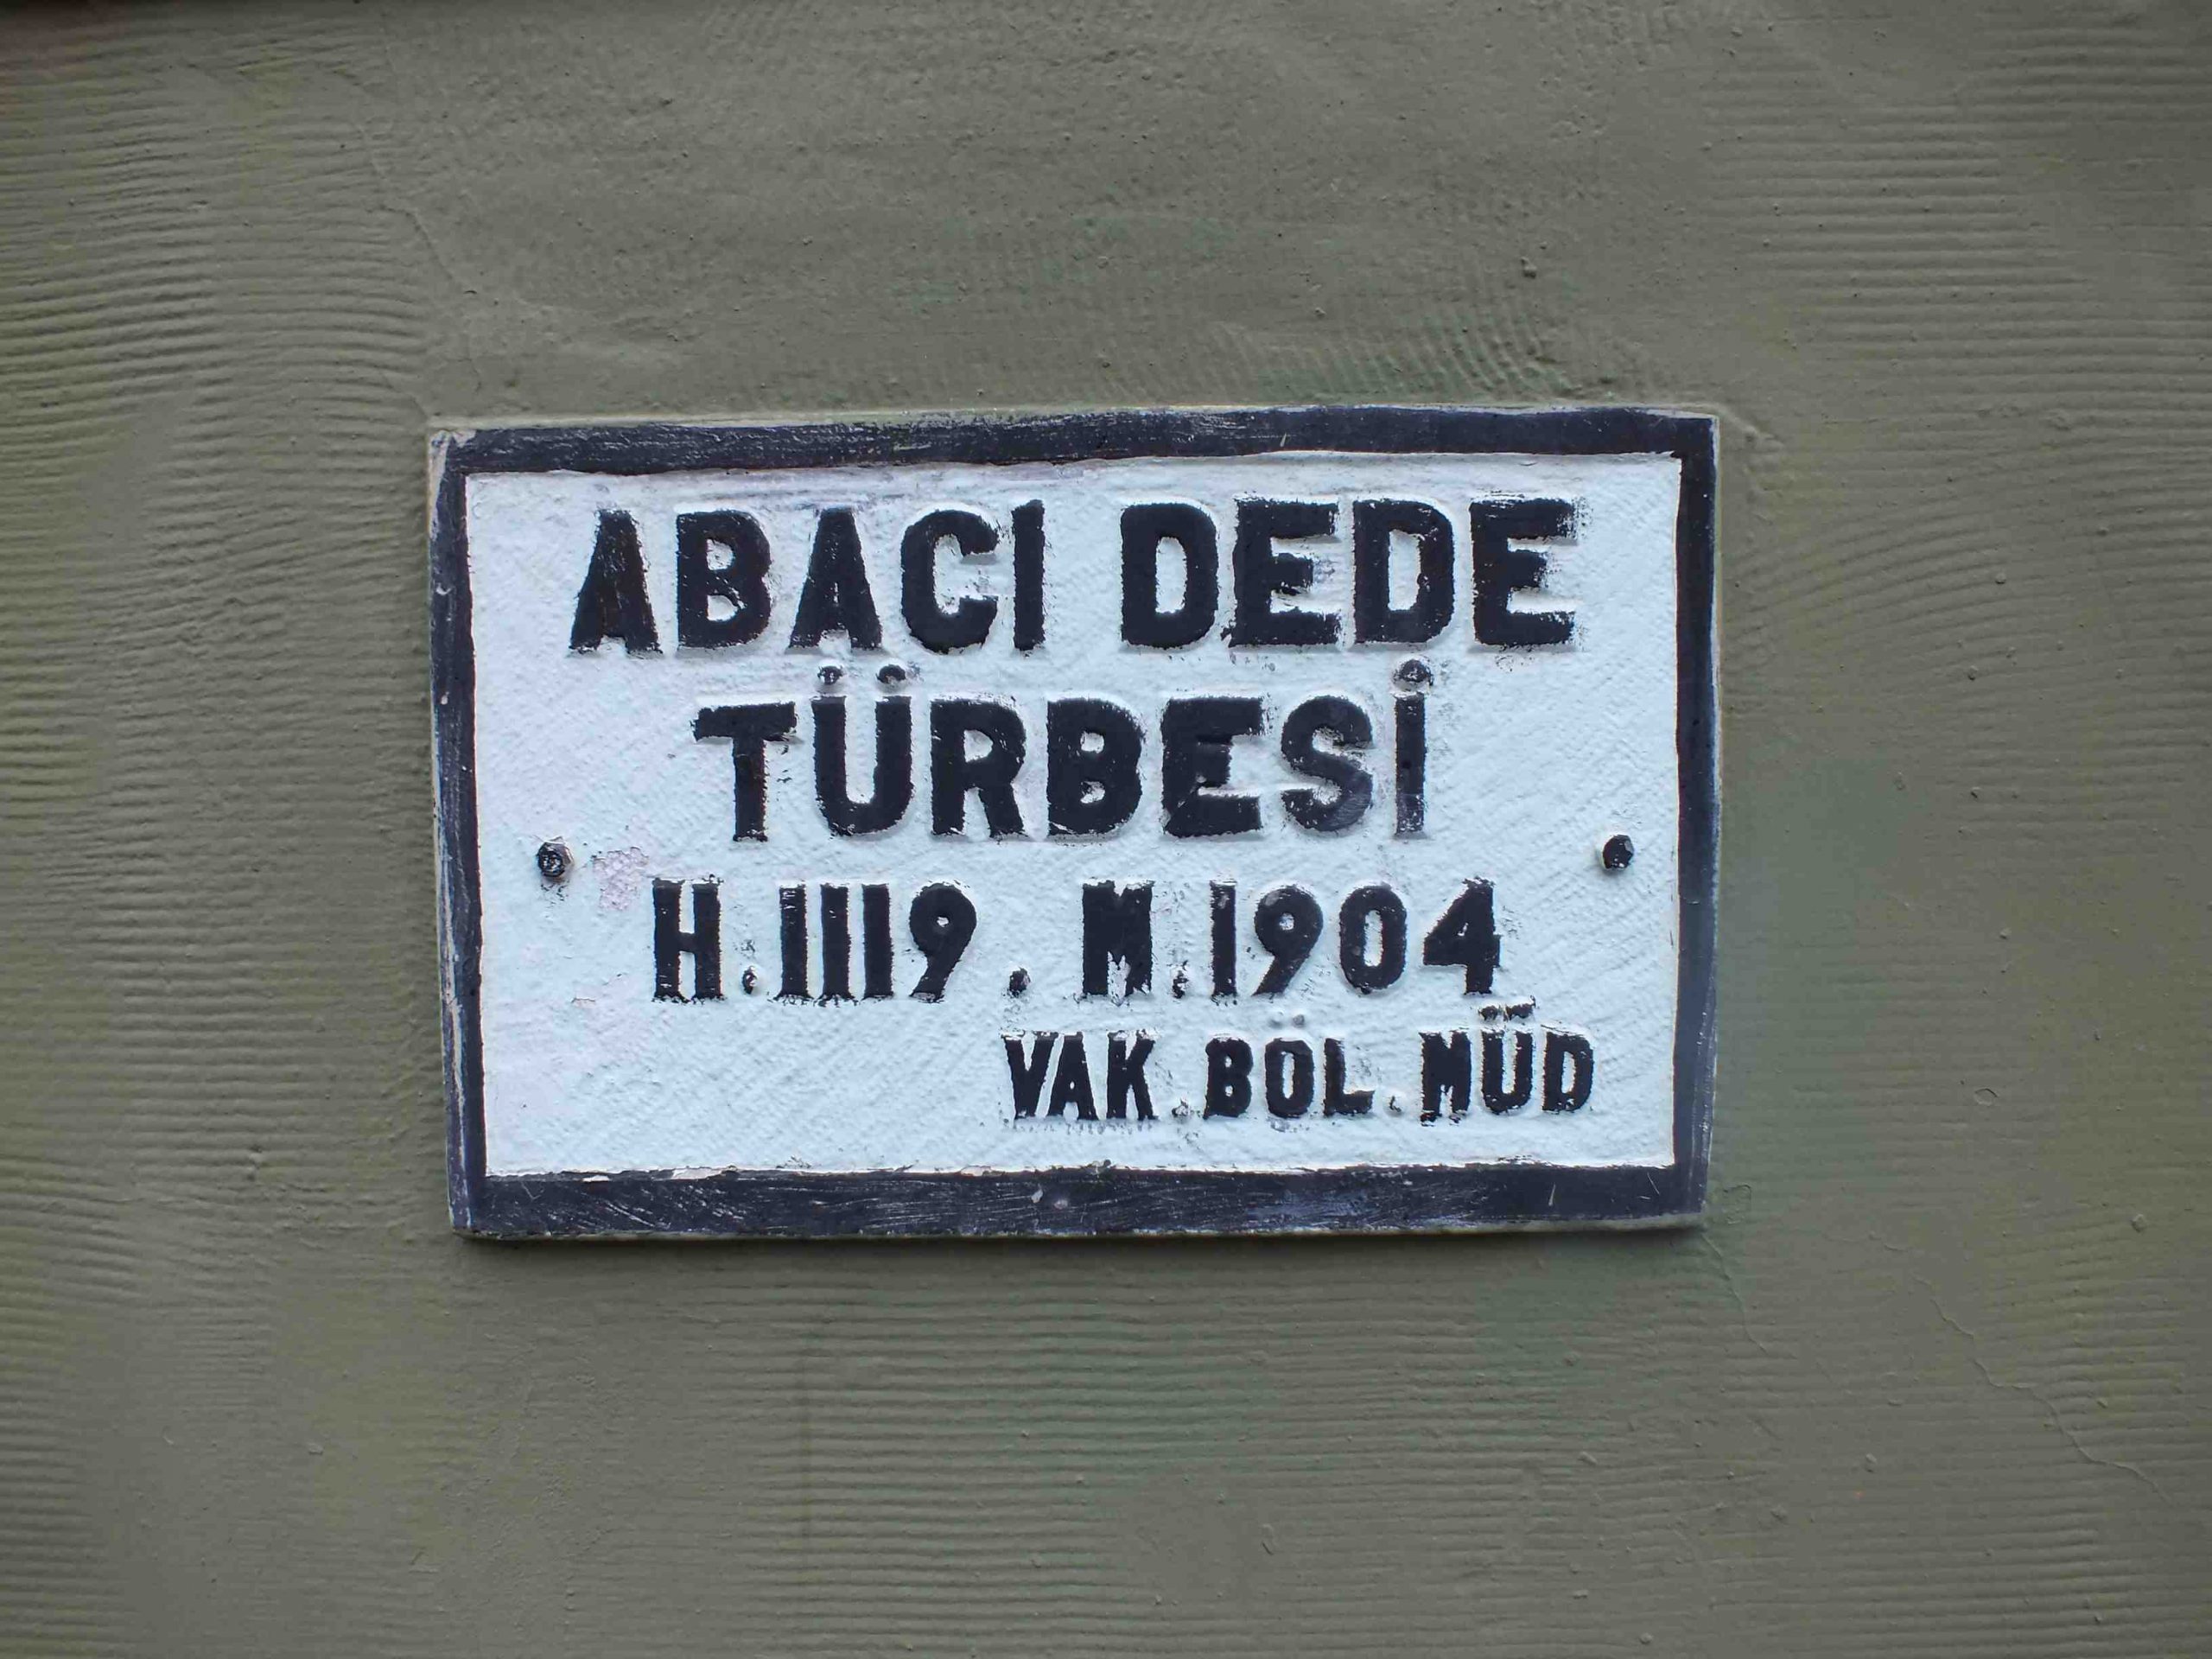 ABACI DEDE
TÜRBESİ
H.1119. M.1904
VAK.BÖL.MÜD